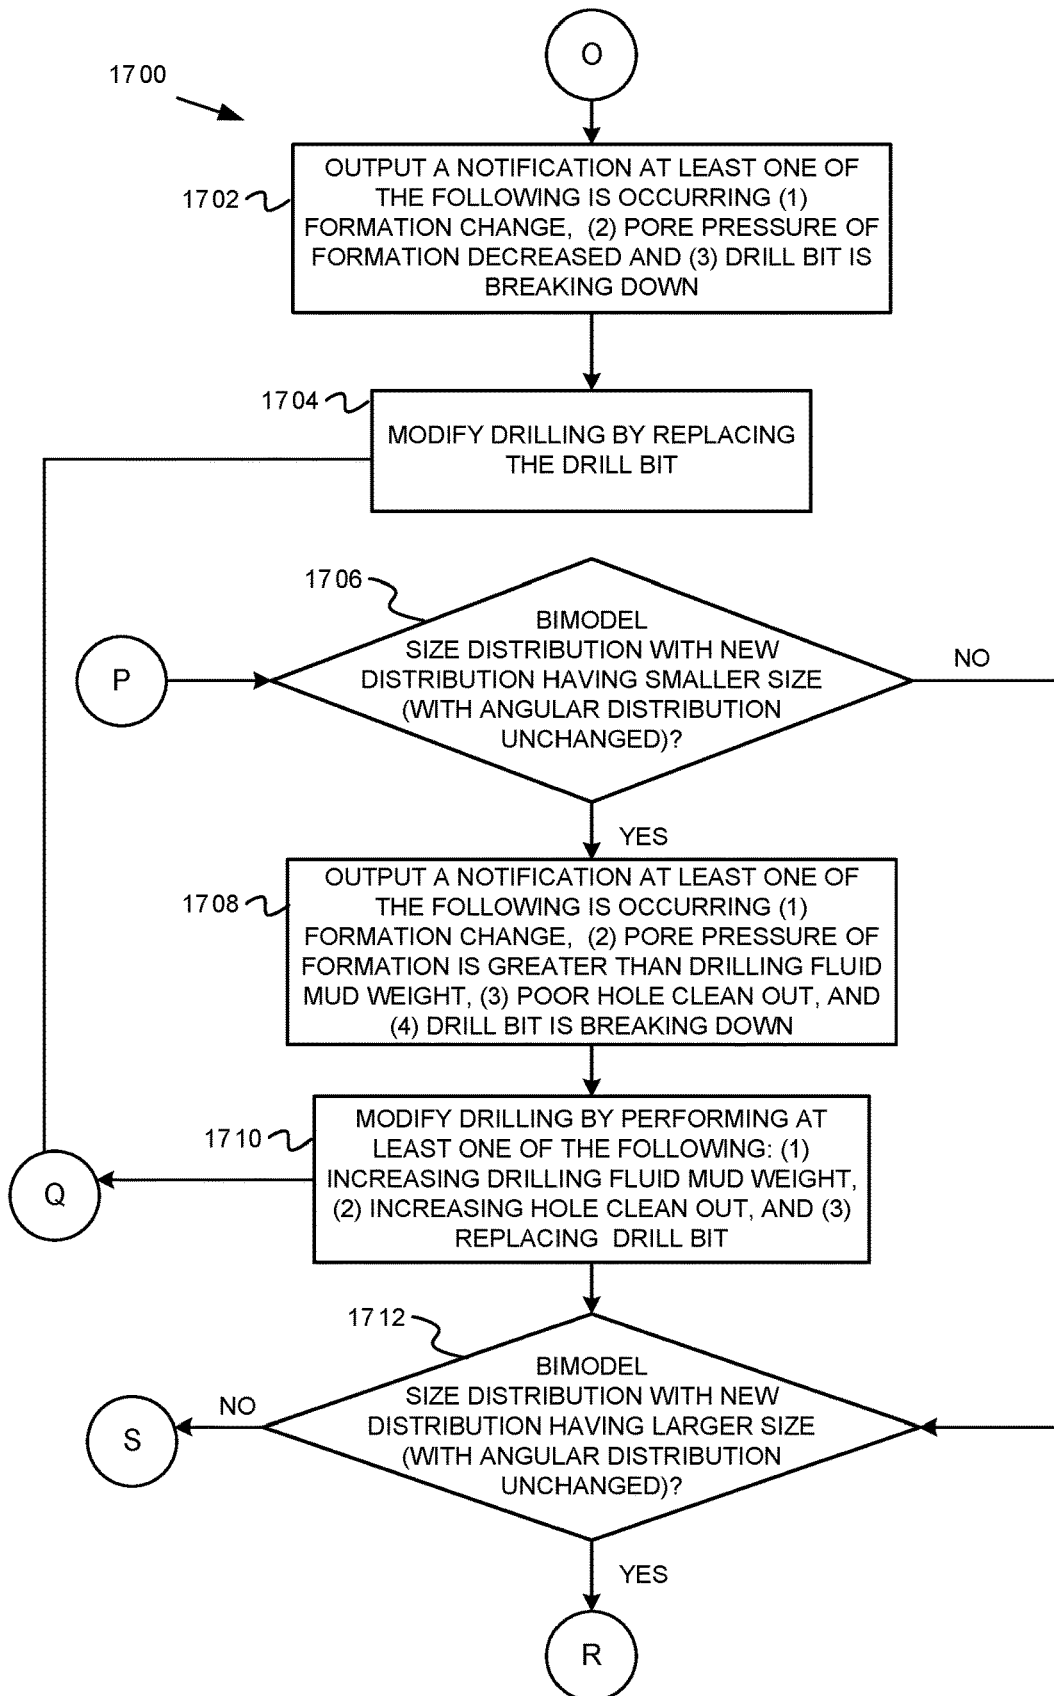 O
1700
OUTPUT A NOTIFICATION AT LEAST ONE OF
THE FOLLOWING IS OCCURRING (1)
FORMATION CHANGE, (2) PORE PRESSURE OF
FORMATION DECREASED AND (3) DRILL BIT IS
BREAKING DOWN
1702
1704
MODIFY DRILLING BY REPLACING
THE DRILL BIT
1706
P
BIMODEL
SIZE DISTRIBUTION WITH NEW
DISTRIBUTION HAVING SMALLER SIZE
(WITH ANGULAR DISTRIBUTION
UNCHANGED)?
NO
YES
1708
OUTPUT A NOTIFICATION AT LEAST ONE OF
THE FOLLOWING IS OCCURRING (1)
FORMATION CHANGE, (2) PORE PRESSURE OF
FORMATION IS GREATER THAN DRILLING FLUID
MUD WEIGHT, (3) POOR HOLE CLEAN OUT, AND
(4) DRILL BIT IS BREAKING DOWN
1710
MODIFY DRILLING BY PERFORMING AT
LEAST ONE OF THE FOLLOWING: (1)
INCREASING DRILLING FLUID MUD WEIGHT,
(2) INCREASING HOLE CLEAN OUT, AND (3)
REPLACING DRILL BIT
Q
1712
BIMODEL
SIZE DISTRIBUTION WITH NEW
DISTRIBUTION HAVING LARGER SIZE
(WITH ANGULAR DISTRIBUTION
UNCHANGED)?
NO
S
YES
R